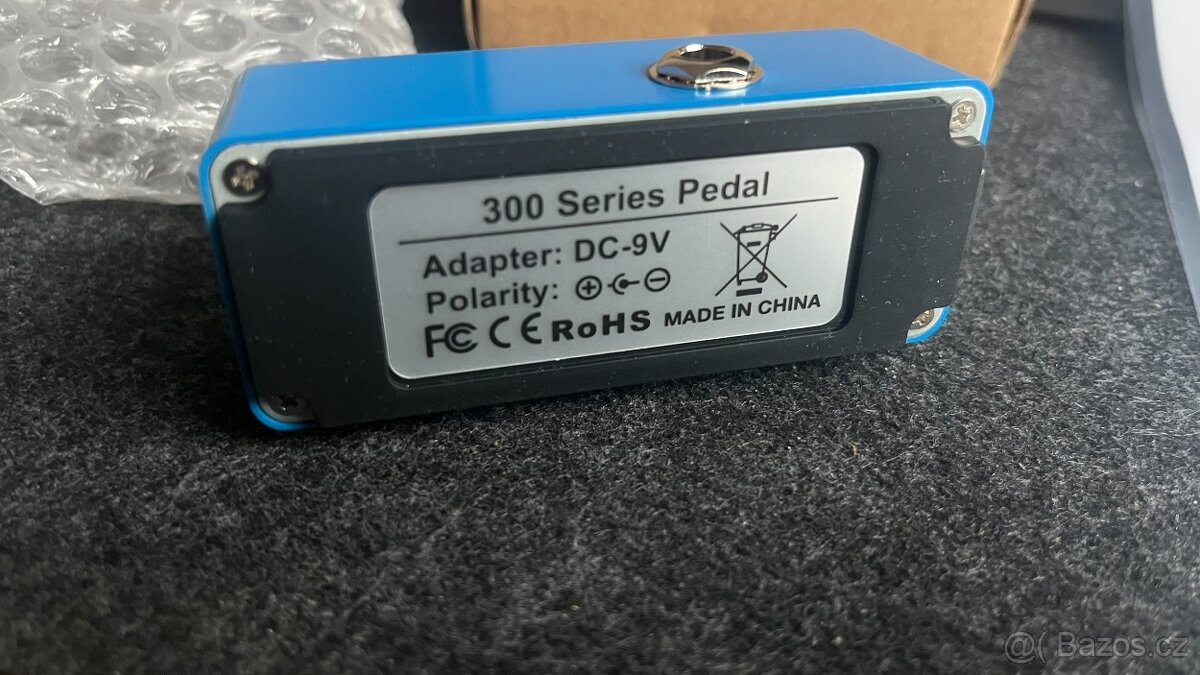 300 Series Pedal
Adapter: DC-9V
Polarity:
FC CE RoHS MADE IN CHINA
@( Bazos.cz